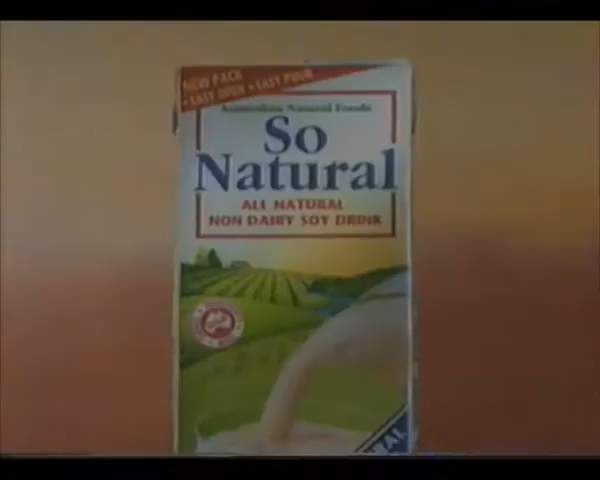 NEW PACK
• EASY OPEN • EASY POUR
Australian Natural Foods
So
Natural
ALL NATURAL
NON DAIRY SOY DRINK